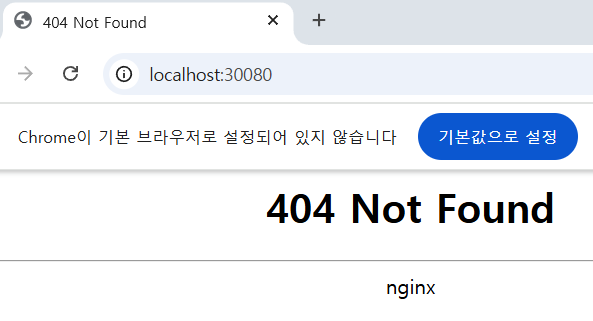 404 Not Found
localhost:30080
Chrome이 기본 브라우저로 설정되어 있지 않습니다 기본값으로 설정
404 Not Found
nginx